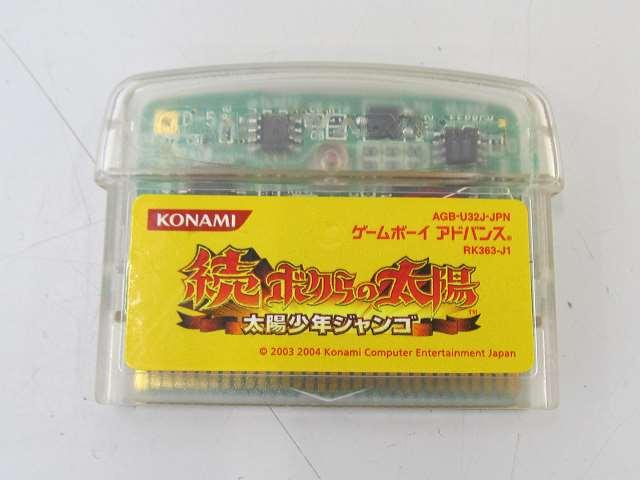 KONAMI
AGB-U32J-JPN
ゲームボーイ アドバンス®
RK363-J1
続 ボクらの太陽
TM
太陽少年ジャンゴ
© 2003 2004 Konami Computer Entertainment Japan